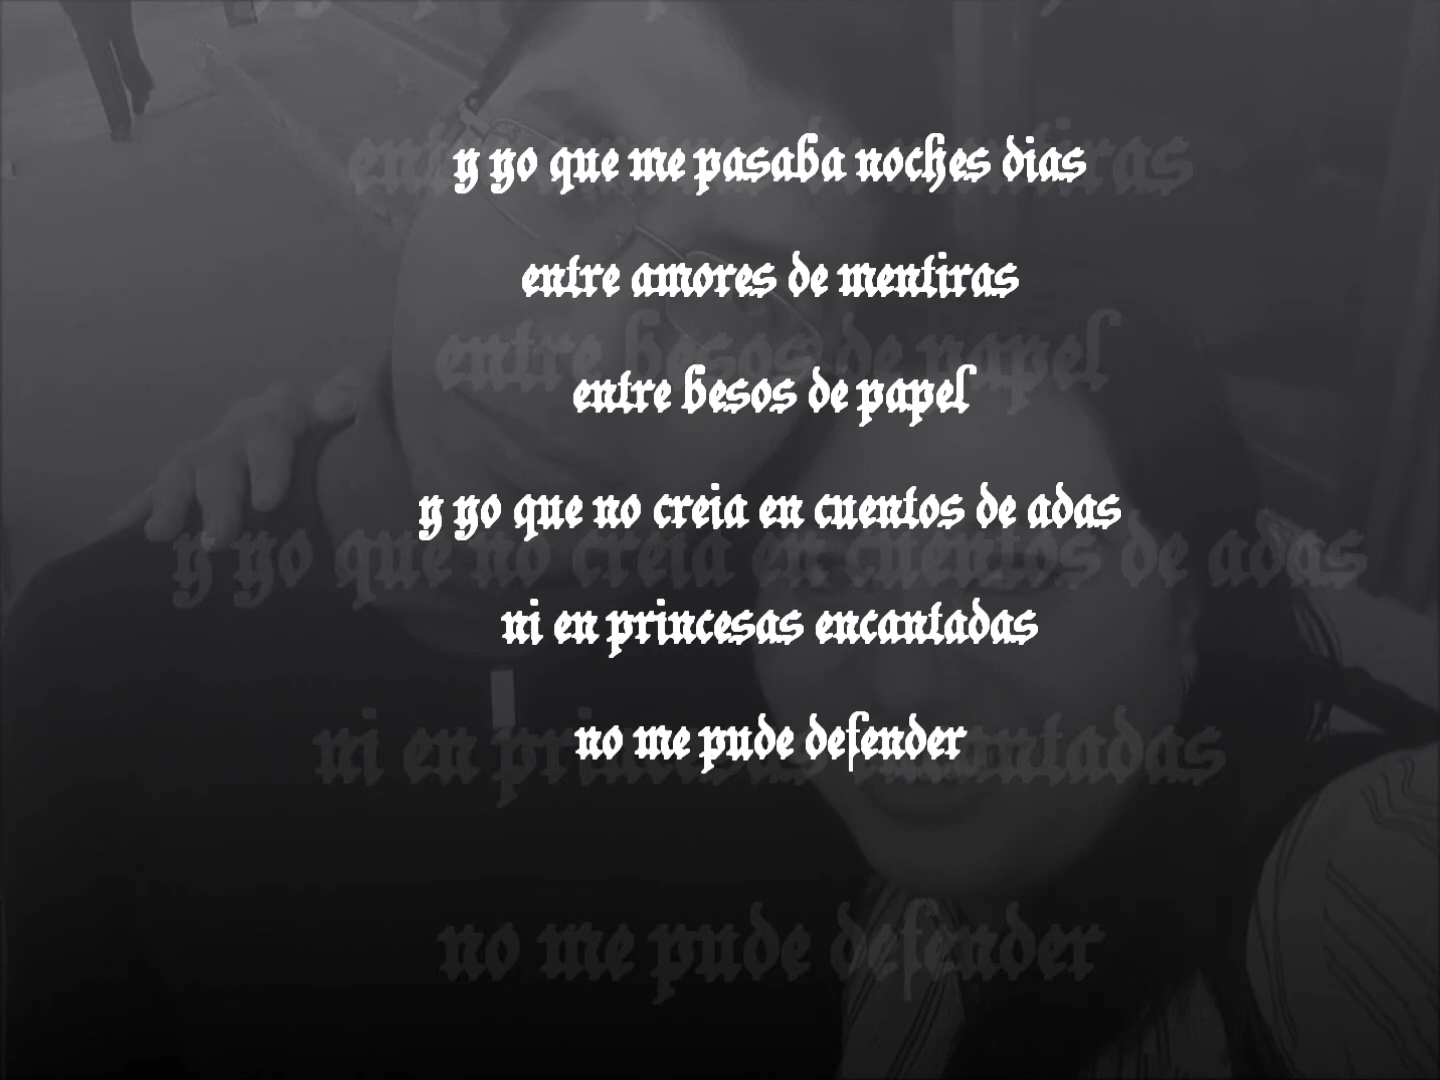 y yo que me pasaba noches dias
entre amores de mentiras
entre besos de papel
y yo que no creia en cuentos de adas
ni en princesas encantadas
no me pude defender